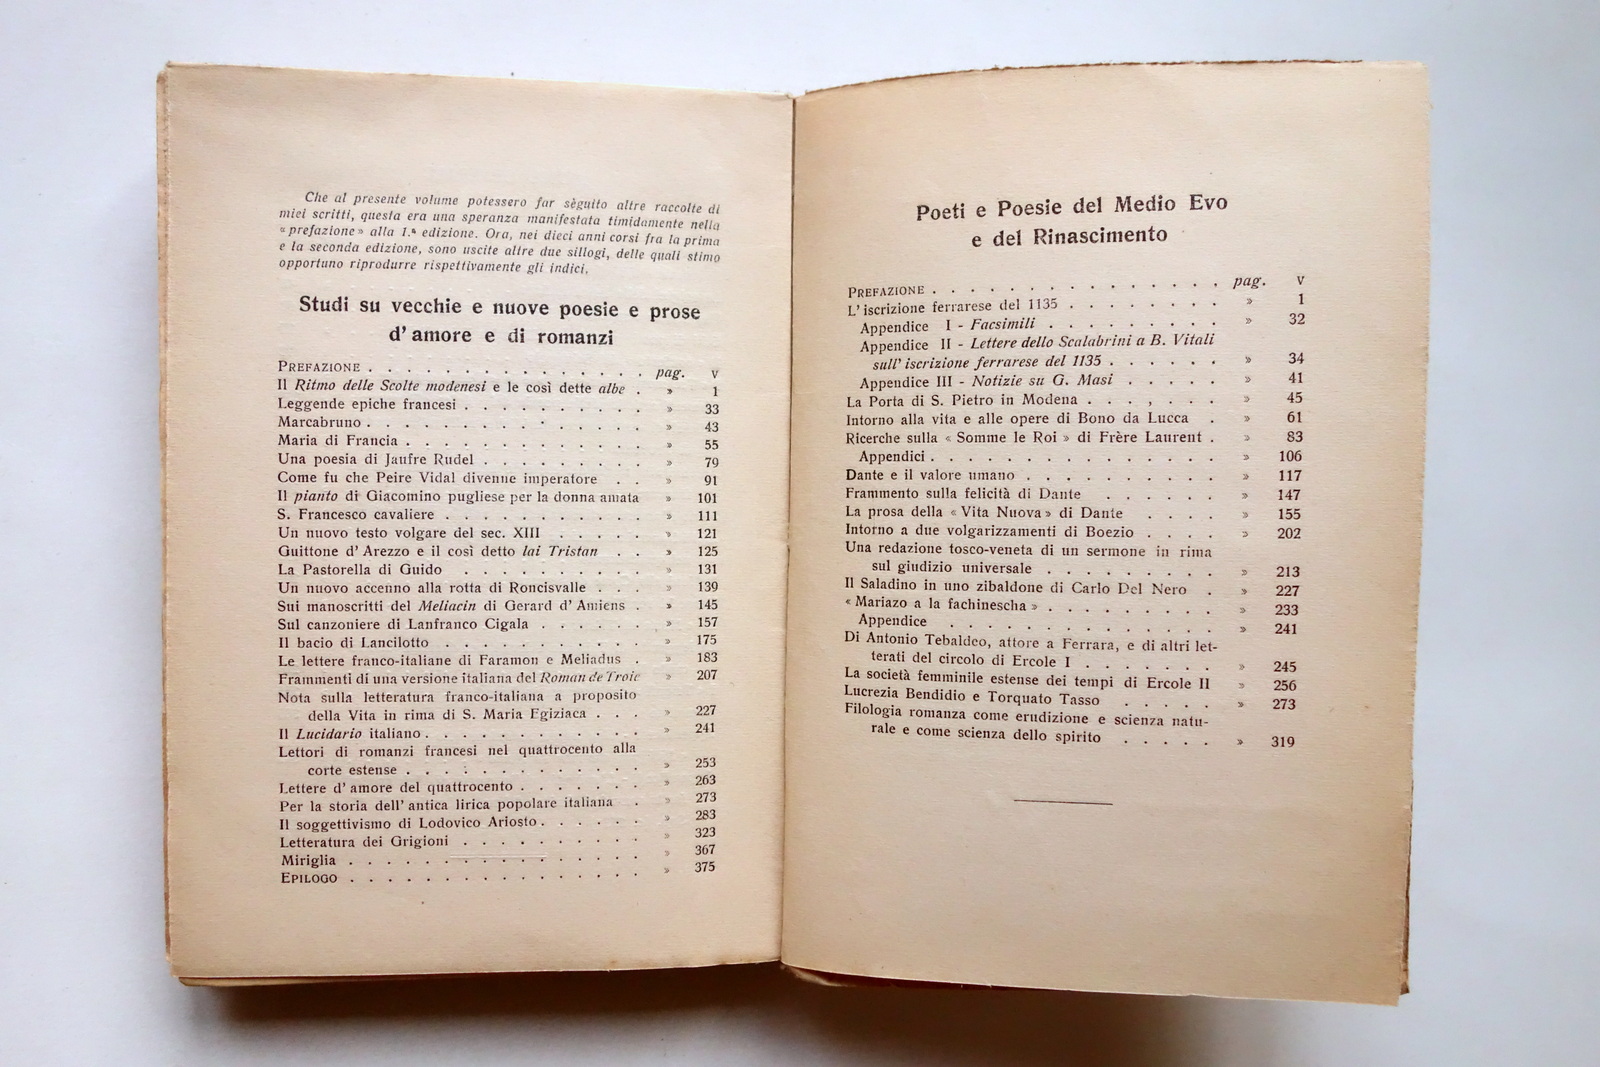 Che al presente volume potessero far sèguito altre raccolte di
miei scritti, questa era una speranza manifestata timidamente nella
«prefazione» alla 1.ª edizione. Ora, nei dieci anni corsi fra la prima
e la seconda edizione, sono uscite altre due sillogi, delle quali stimo
opportuno riprodurre rispettivamente gli indici.
Studi su vecchie e nuove poesie e prose
d'amore e di romanzi
PREFAZIONE . . . . . . . . . . . . . . . pag. V
Il Ritmo delle Scolte modenesi e le così dette albe . » 1
Leggende epiche francesi . . . . . . . . . . » 33
Marcabruno . . . . . . . . . . . . . . . » 43
Maria di Francia . . . . . . . . . . . . . » 55
Una poesia di Jaufre Rudel . . . . . . . . . » 79
Come fu che Peire Vidal divenne imperatore . . » 91
Il pianto di Giacomino pugliese per la donna amata » 101
S. Francesco cavaliere . . . . . . . . . . . » 111
Un nuovo testo volgare del sec. XIII . . . . . » 121
Guittone d'Arezzo e il così detto lai Tristan . . » 125
La Pastorella di Guido . . . . . . . . . . » 131
Un nuovo accenno alla rotta di Roncisvalle . . . » 139
Sui manoscritti del Meliacin di Gerard d'Amiens . » 145
Sul canzoniere di Lanfranco Cigala . . . . . . » 157
Il bacio di Lancilotto . . . . . . . . . . . » 175
Le lettere franco-italiane di Faramon e Meliadus . » 183
Frammenti di una versione italiana del Roman de Troie » 207
Nota sulla letteratura franco-italiana a proposito
della Vita in rima di S. Maria Egiziaca . . . » 227
Il Lucidario italiano . . . . . . . . . . . . » 241
Lettori di romanzi francesi nel quattrocento alla
corte estense . . . . . . . . . . . . . » 253
Lettere d'amore del quattrocento . . . . . . . » 263
Per la storia dell'antica lirica popolare italiana . » 273
Il soggettivismo di Lodovico Ariosto . . . . . . » 283
Letteratura dei Grigioni . . . . . . . . . . » 323
Miriglia . . . . . . . . . . . . . . . . » 367
EPILOGO . . . . . . . . . . . . . . . . » 375
Poeti e Poesie del Medio Evo
e del Rinascimento
PREFAZIONE . . . . . . . . . . . . . . . . pag. V
L'iscrizione ferrarese del 1135 . . . . . . . . » 1
Appendice I - Facsimili . . . . . . . . . » 32
Appendice II - Lettere dello Scalabrini a B. Vitali
sull'iscrizione ferrarese del 1135 . . . . . . » 34
Appendice III - Notizie su G. Masi . . . . . » 41
La Porta di S. Pietro in Modena . . . . . . . » 45
Intorno alla vita e alle opere di Bono da Lucca . » 61
Ricerche sulla «Somme le Roi» di Frère Laurent . » 83
Appendici . . . . . . . . . . . . . . . » 106
Dante e il valore umano . . . . . . . . . . » 117
Frammento sulla felicità di Dante . . . . . . » 147
La prosa della «Vita Nuova» di Dante . . . . » 155
Intorno a due volgarizzamenti di Boezio . . . . » 202
Una redazione tosco-veneta di un sermone in rima
sul giudizio universale . . . . . . . . . » 213
Il Saladino in uno zibaldone di Carlo Del Nero . » 227
«Mariazo a la fachinescha» . . . . . . . . . » 233
Appendice . . . . . . . . . . . . . . » 241
Di Antonio Tebaldeo, attore a Ferrara, e di altri let-
terati del circolo di Ercole I . . . . . . . » 245
La società femminile estense dei tempi di Ercole II » 256
Lucrezia Bendidio e Torquato Tasso . . . . . » 273
Filologia romanza come erudizione e scienza natu-
rale e come scienza dello spirito . . . . . » 319